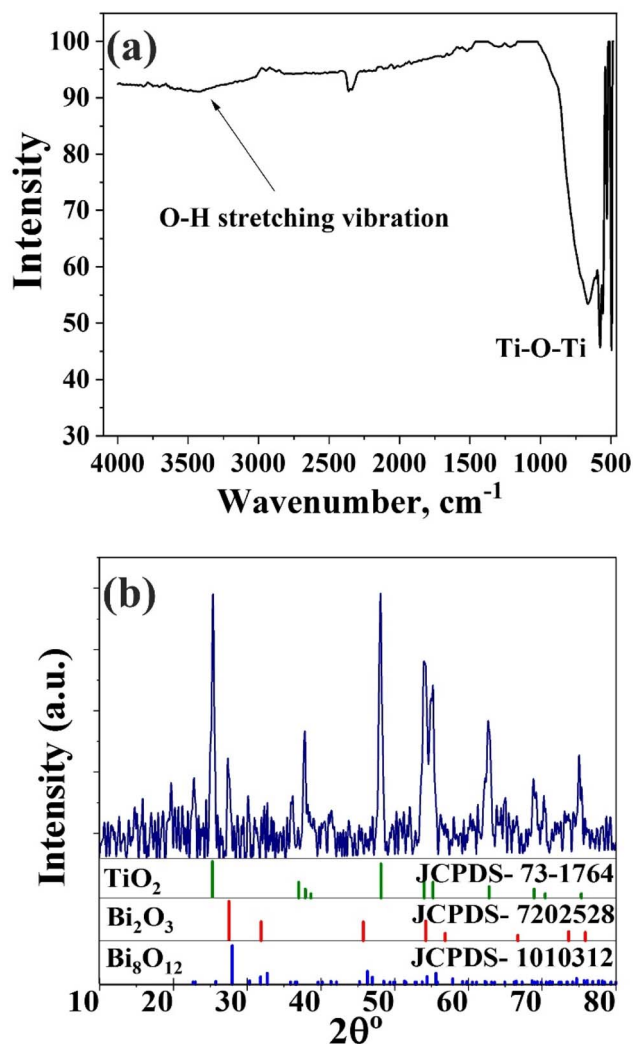 (a)
Intensity
100
90
80
70
60
50
40
30
O-H stretching vibration
Ti-O-Ti
4000 3500 3000 2500 2000 1500 1000 500
Wavenumber, cm⁻¹
(b)
Intensity (a.u.)
TiO₂ JCPDS- 73-1764
Bi₂O₃ JCPDS- 7202528
Bi₈O₁₂ JCPDS- 1010312
10 20 30 40 50 60 70 80
2θ°